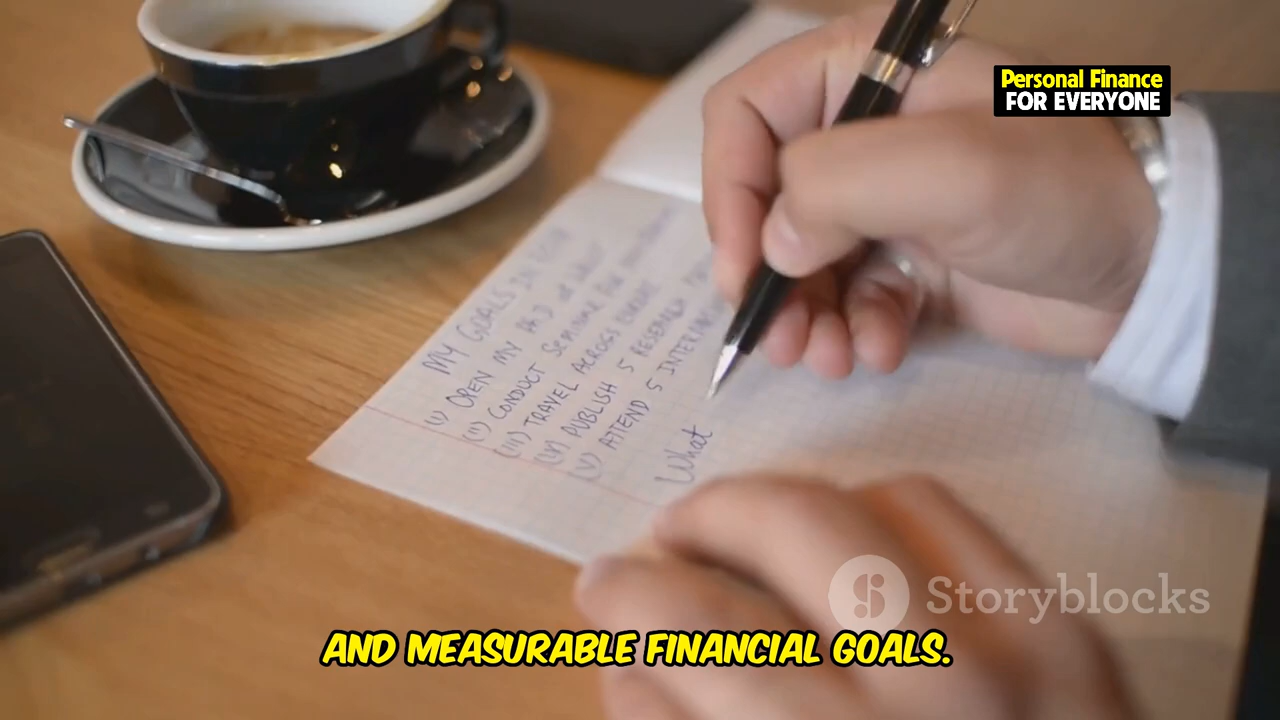 Personal Finance
FOR EVERYONE
MY GOALS IN
(I) OPEN MY
(II) CONDUCT SEMINAR FOR
(III) TRAVEL ACROSS EUROPE
(IV) PUBLISH 5 RESEARCH
(V) ATTEND 5
What
Storyblocks
AND MEASURABLE FINANCIAL GOALS.